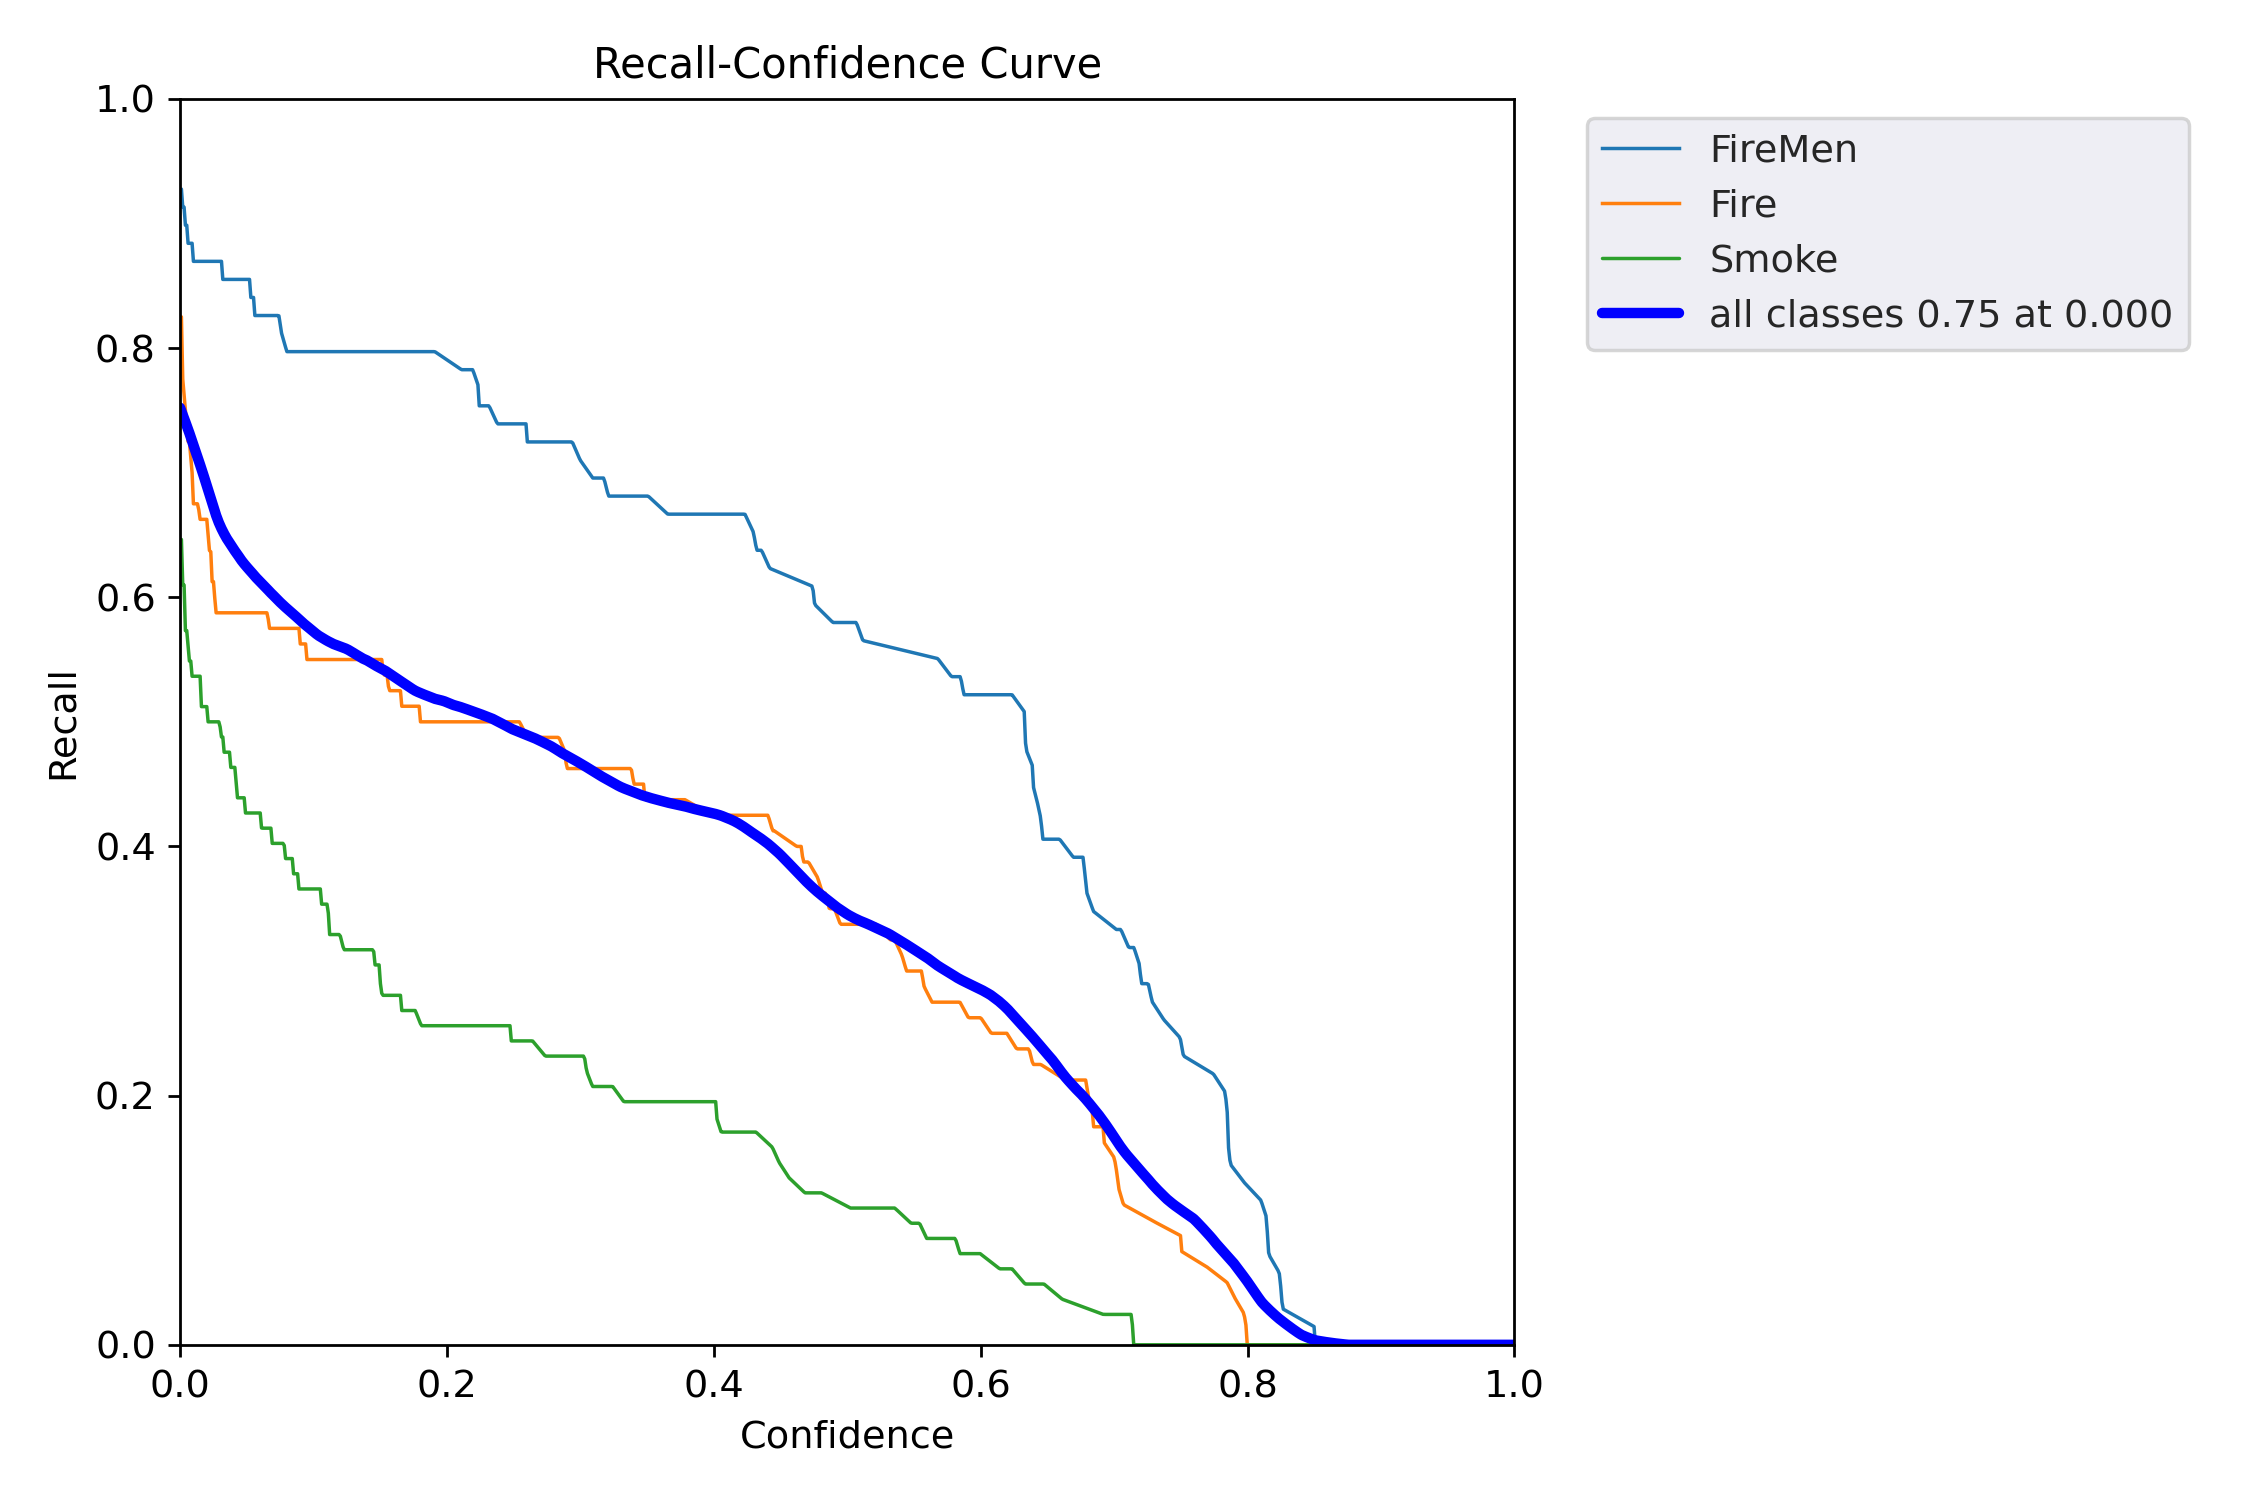 Recall-Confidence Curve
1.0
0.8
0.6
0.4
0.2
0.0
Recall
0.0 0.2 0.4 0.6 0.8 1.0
Confidence
FireMen
Fire
Smoke
all classes 0.75 at 0.000